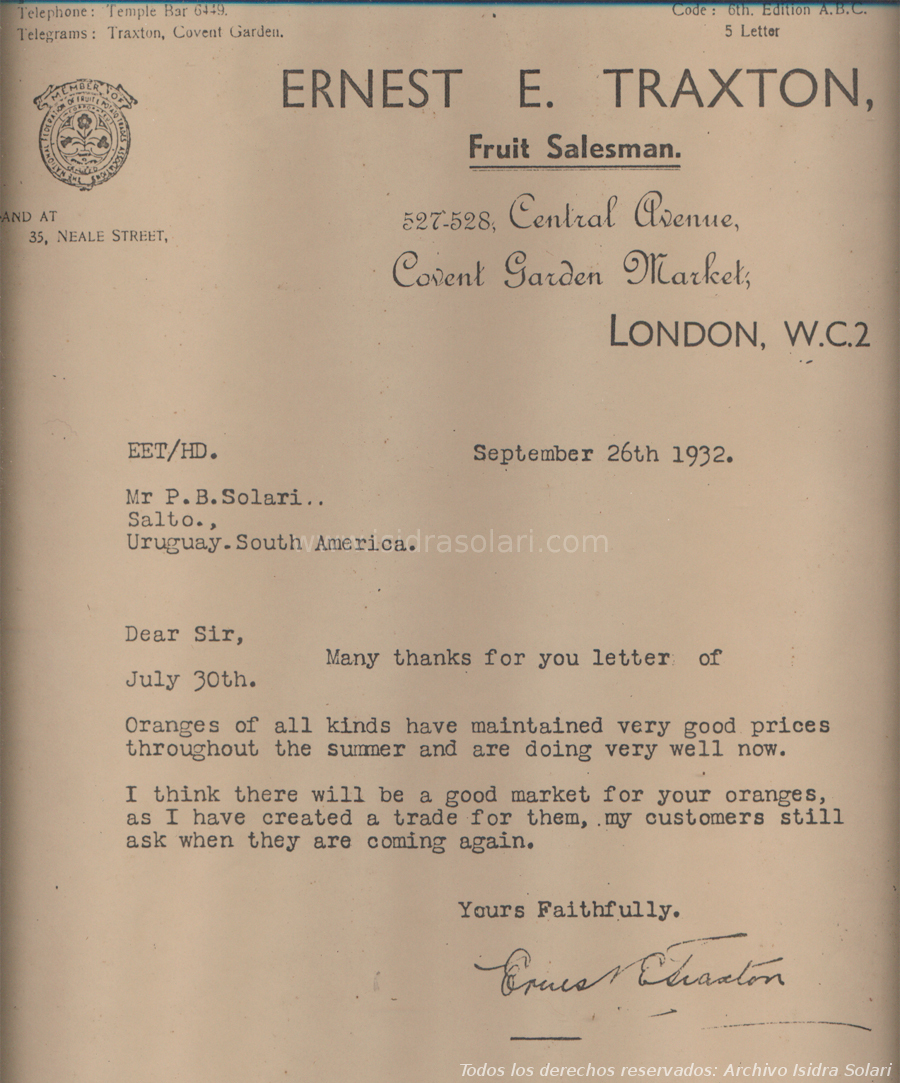 Telephone: Temple Bar 6449.
Code: 6th. Edition A.B.C.
Telegrams: Traxton, Covent Garden.
5 Letter
MEMBER OF
ERNEST E. TRAXTON,
Fruit Salesman.
AND AT
35, NEALE STREET,
527-528, Central Avenue,
Covent Garden Market,
LONDON, W.C.2
EET/HD.
September 26th 1932.
Mr P.B.Solari..
Salto.,
Uruguay.South America.
www.isidrasolari.com
Dear Sir,
Many thanks for you letter of
July 30th.
Oranges of all kinds have maintained very good prices
throughout the summer and are doing very well now.
I think there will be a good market for your oranges,
as I have created a trade for them, my customers still
ask when they are coming again.
Yours Faithfully.
Ernest E Traxton
Todos los derechos reservados: Archivo Isidra Solari